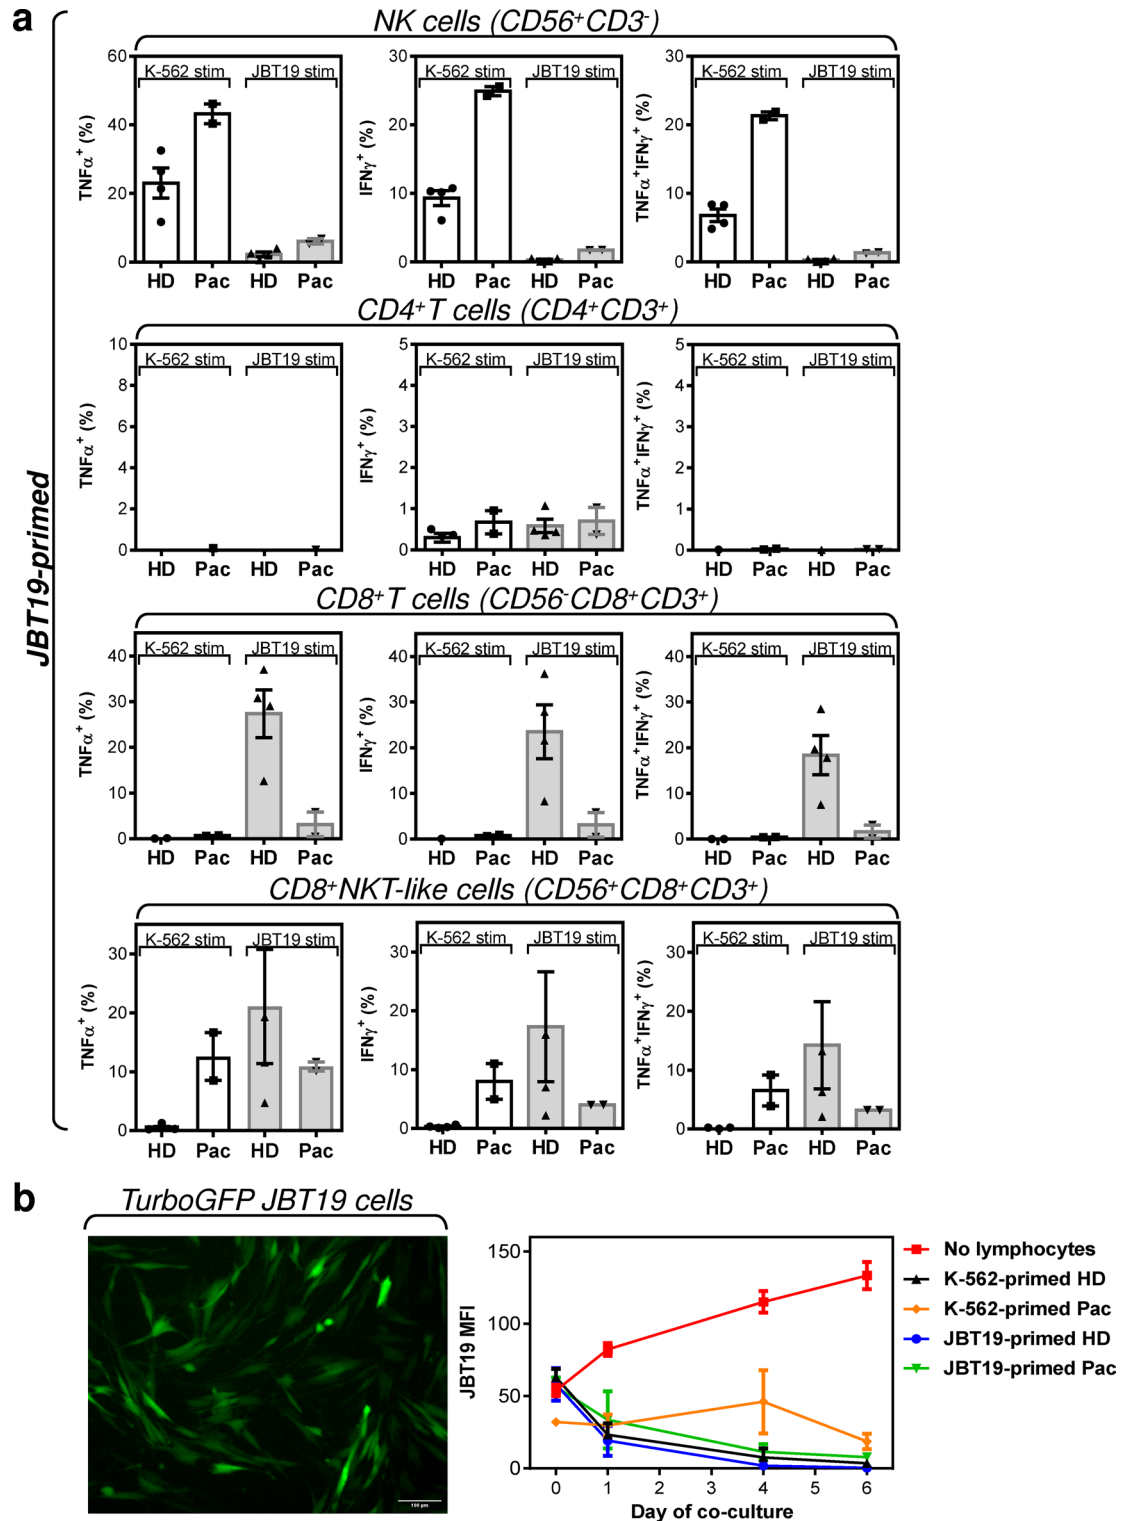 a
NK cells (CD56⁺CD3⁻)
JBT19-primed
60
40
20
0
TNFα⁺ (%)
K-562 stim JBT19 stim
HD Pac HD Pac
30
20
10
0
IFNγ⁺ (%)
K-562 stim JBT19 stim
HD Pac HD Pac
30
20
10
0
TNFα⁺IFNγ⁺ (%)
K-562 stim JBT19 stim
HD Pac HD Pac
CD4⁺T cells (CD4⁺CD3⁺)
10
8
6
4
2
0
TNFα⁺ (%)
K-562 stim JBT19 stim
HD Pac HD Pac
5
4
3
2
1
0
IFNγ⁺ (%)
K-562 stim JBT19 stim
HD Pac HD Pac
5
4
3
2
1
0
TNFα⁺IFNγ⁺ (%)
K-562 stim JBT19 stim
HD Pac HD Pac
CD8⁺T cells (CD56⁻CD8⁺CD3⁺)
40
30
20
10
0
TNFα⁺ (%)
K-562 stim JBT19 stim
HD Pac HD Pac
40
30
20
10
0
IFNγ⁺ (%)
K-562 stim JBT19 stim
HD Pac HD Pac
40
30
20
10
0
TNFα⁺IFNγ⁺ (%)
K-562 stim JBT19 stim
HD Pac HD Pac
CD8⁺NKT-like cells (CD56⁺CD8⁺CD3⁺)
30
20
10
0
TNFα⁺ (%)
K-562 stim JBT19 stim
HD Pac HD Pac
30
20
10
0
IFNγ⁺ (%)
K-562 stim JBT19 stim
HD Pac HD Pac
30
20
10
0
TNFα⁺IFNγ⁺ (%)
K-562 stim JBT19 stim
HD Pac HD Pac
b
TurboGFP JBT19 cells
100 µm
150
100
50
0
JBT19 MFI
0 1 2 3 4 5 6
Day of co-culture
No lymphocytes
K-562-primed HD
K-562-primed Pac
JBT19-primed HD
JBT19-primed Pac